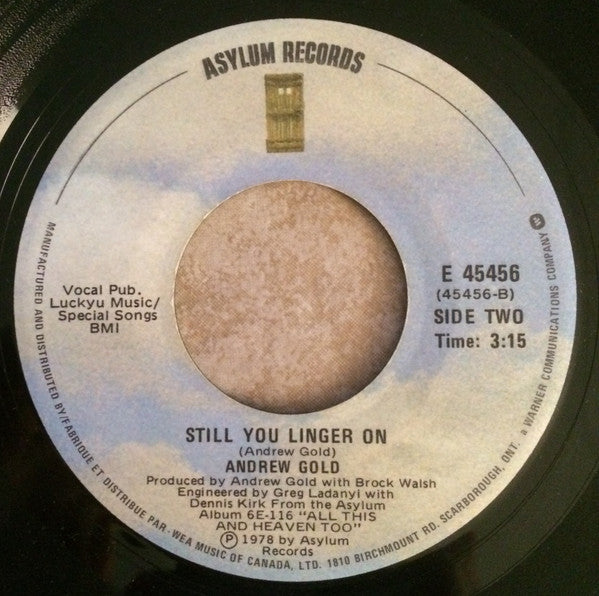 ASYLUM RECORDS
Vocal Pub.
Luckyu Music/
Special Songs
BMI
E 45456
(45456-B)
SIDE TWO
Time: 3:15
STILL YOU LINGER ON
(Andrew Gold)
ANDREW GOLD
Produced by Andrew Gold with Brock Walsh
Engineered by Greg Ladanyi with
Dennis Kirk From the Asylum
Album 6E-116 "ALL THIS
AND HEAVEN TOO"
Ⓟ 1978 by Asylum
Records
MANUFACTURED AND DISTRIBUTED BY/FABRIQUE ET DISTRIBUE PAR-WEA MUSIC OF CANADA, LTD. 1810 BIRCHMOUNT RD. SCARBOROUGH, ONT. a WARNER COMMUNICATIONS COMPANY